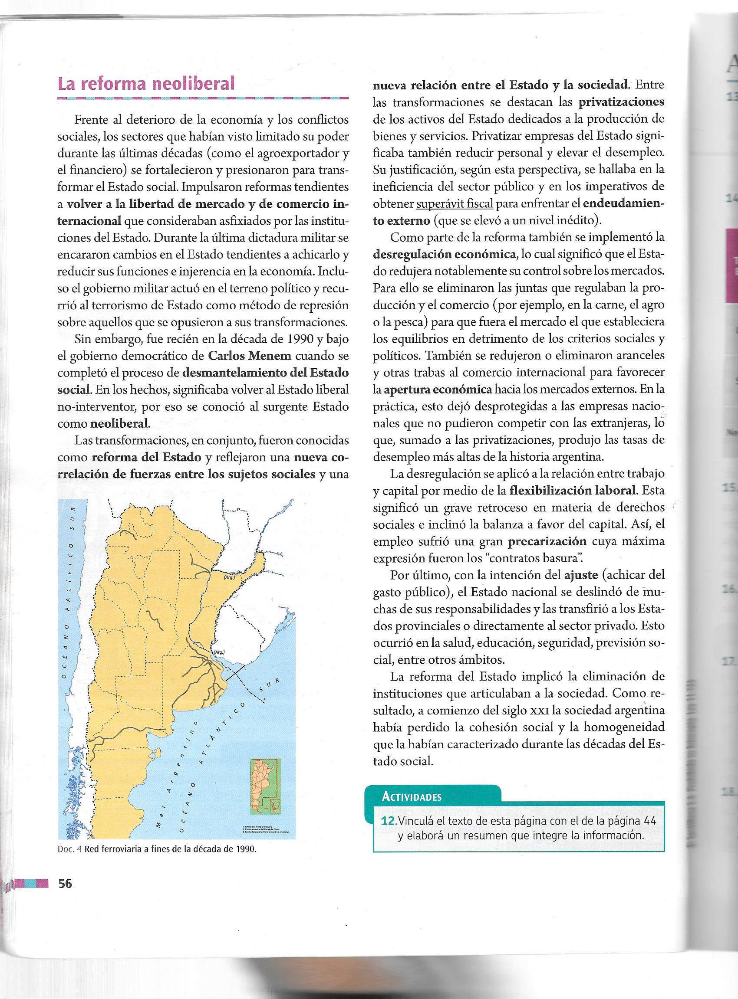 La reforma neoliberal
Frente al deterioro de la economía y los conflictos
sociales, los sectores que habían visto limitado su poder
durante las últimas décadas (como el agroexportador y
el financiero) se fortalecieron y presionaron para trans-
formar el Estado social. Impulsaron reformas tendientes
a volver a la libertad de mercado y de comercio in-
ternacional que consideraban asfixiados por las institu-
ciones del Estado. Durante la última dictadura militar se
encararon cambios en el Estado tendientes a achicarlo y
reducir sus funciones e injerencia en la economía. Inclu-
so el gobierno militar actuó en el terreno político y recu-
rrió al terrorismo de Estado como método de represión
sobre aquellos que se opusieron a sus transformaciones.
Sin embargo, fue recién en la década de 1990 y bajo
el gobierno democrático de Carlos Menem cuando se
completó el proceso de desmantelamiento del Estado
social. En los hechos, significaba volver al Estado liberal
no-interventor, por eso se conoció al surgente Estado
como neoliberal.
Las transformaciones, en conjunto, fueron conocidas
como reforma del Estado y reflejaron una nueva co-
rrelación de fuerzas entre los sujetos sociales y una
OCÉANO PACÍFICO SUR
(Arg.)
(Arg.)
Mar Argentino
OCÉANO ATLÁNTICO SUR
1. Límite del lecho y subsuelo
2. Límite exterior del Río de la Plata
3. Límite lateral marítimo argentino-uruguayo
Doc. 4 Red ferroviaria a fines de la década de 1990.
56
nueva relación entre el Estado y la sociedad. Entre
las transformaciones se destacan las privatizaciones
de los activos del Estado dedicados a la producción de
bienes y servicios. Privatizar empresas del Estado signi-
ficaba también reducir personal y elevar el desempleo.
Su justificación, según esta perspectiva, se hallaba en la
ineficiencia del sector público y en los imperativos de
obtener superávit fiscal para enfrentar el endeudamien-
to externo (que se elevó a un nivel inédito).
Como parte de la reforma también se implementó la
desregulación económica, lo cual significó que el Esta-
do redujera notablemente su control sobre los mercados.
Para ello se eliminaron las juntas que regulaban la pro-
ducción y el comercio (por ejemplo, en la carne, el agro
o la pesca) para que fuera el mercado el que estableciera
los equilibrios en detrimento de los criterios sociales y
políticos. También se redujeron o eliminaron aranceles
y otras trabas al comercio internacional para favorecer
la apertura económica hacia los mercados externos. En la
práctica, esto dejó desprotegidas a las empresas nacio-
nales que no pudieron competir con las extranjeras, lo
que, sumado a las privatizaciones, produjo las tasas de
desempleo más altas de la historia argentina.
La desregulación se aplicó a la relación entre trabajo
y capital por medio de la flexibilización laboral. Esta
significó un grave retroceso en materia de derechos
sociales e inclinó la balanza a favor del capital. Así, el
empleo sufrió una gran precarización cuya máxima
expresión fueron los “contratos basura”.
Por último, con la intención del ajuste (achicar del
gasto público), el Estado nacional se deslindó de mu-
chas de sus responsabilidades y las transfirió a los Esta-
dos provinciales o directamente al sector privado. Esto
ocurrió en la salud, educación, seguridad, previsión so-
cial, entre otros ámbitos.
La reforma del Estado implicó la eliminación de
instituciones que articulaban a la sociedad. Como re-
sultado, a comienzo del siglo XXI la sociedad argentina
había perdido la cohesión social y la homogeneidad
que la habían caracterizado durante las décadas del Es-
tado social.
ACTIVIDADES
12. Vinculá el texto de esta página con el de la página 44
y elaborá un resumen que integre la información.
A
13
14
15.
16.
17.
18.